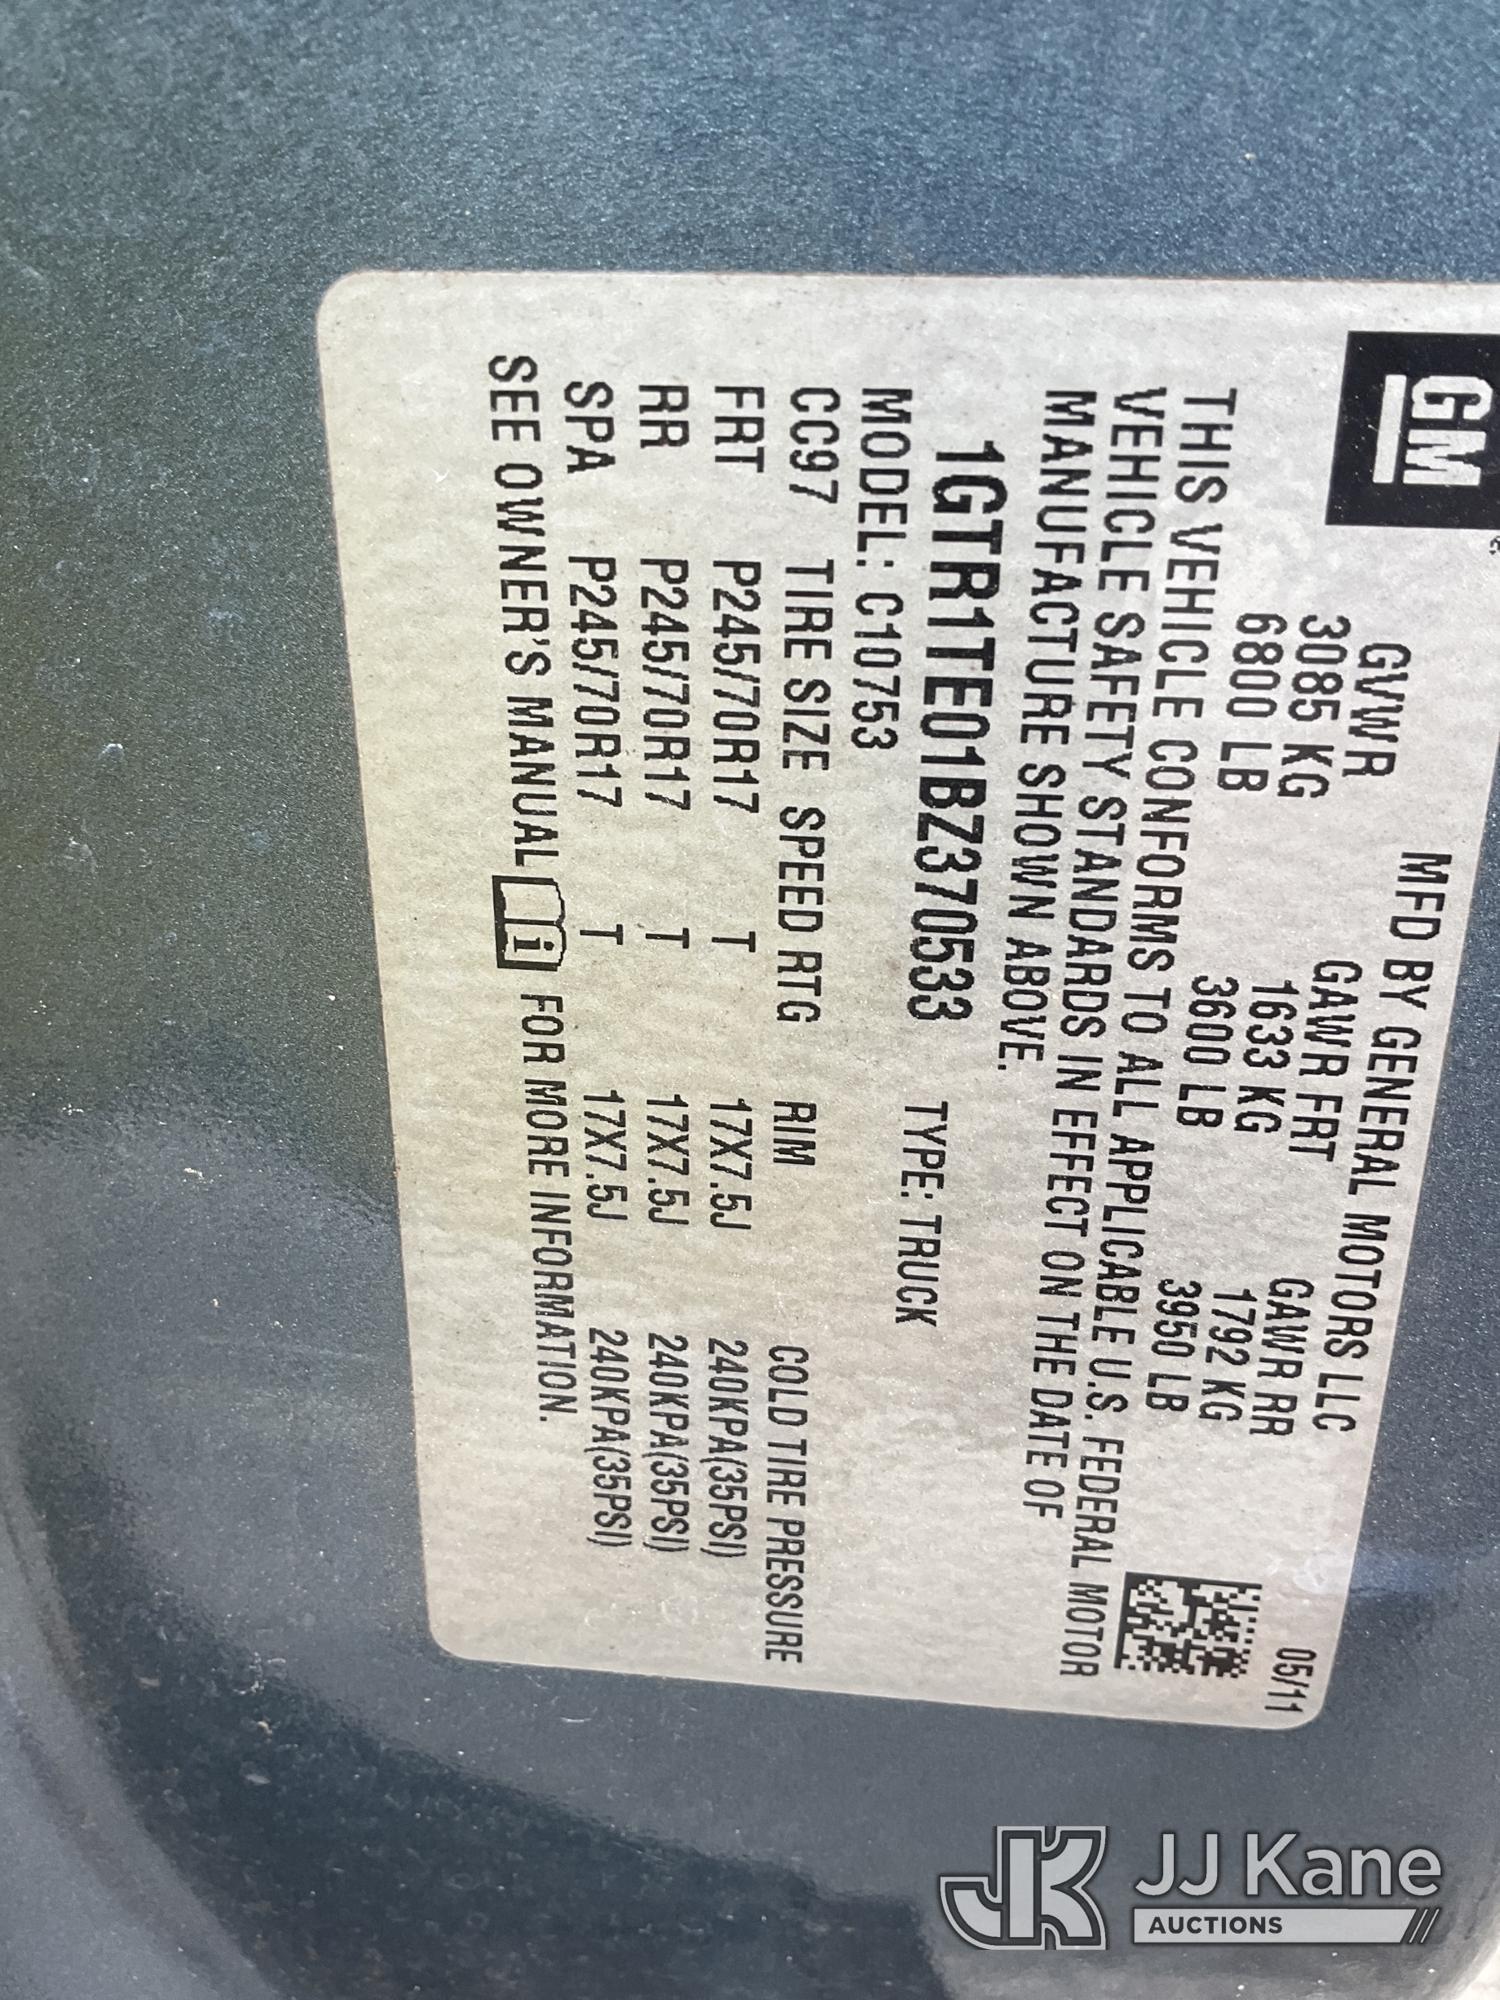 GM
MFD BY GENERAL MOTORS LLC 05/11
GVWR GAWR FRT GAWR RR
3085 KG 1633 KG 1792 KG
6800 LB 3600 LB 3950 LB
THIS VEHICLE CONFORMS TO ALL APPLICABLE U.S. FEDERAL MOTOR
VEHICLE SAFETY STANDARDS IN EFFECT ON THE DATE OF
MANUFACTURE SHOWN ABOVE.
1GTR1TE01BZ370533 TYPE: TRUCK
MODEL: C10753
CC97 TIRE SIZE SPEED RTG RIM COLD TIRE PRESSURE
FRT P245/70R17 T 17X7.5J 240KPA(35PSI)
RR P245/70R17 T 17X7.5J 240KPA(35PSI)
SPA P245/70R17 T 17X7.5J 240KPA(35PSI)
SEE OWNER'S MANUAL i FOR MORE INFORMATION.
JK JJ Kane
AUCTIONS